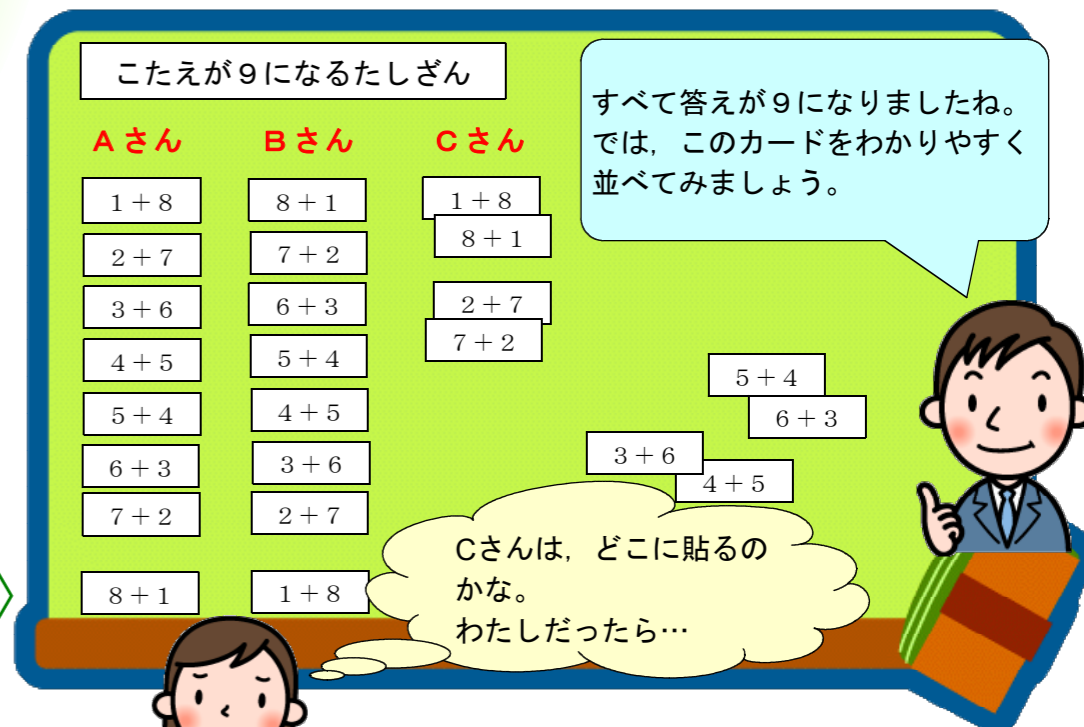 こたえが９になるたしざん
すべて答えが９になりましたね。
では，このカードをわかりやすく
並べてみましょう。
Aさん
Bさん
Cさん
1＋8
2＋7
3＋6
4＋5
5＋4
6＋3
7＋2
8＋1
8＋1
7＋2
6＋3
5＋4
4＋5
3＋6
2＋7
1＋8
1＋8
8＋1
2＋7
7＋2
5＋4
6＋3
3＋6
4＋5
Cさんは，どこに貼るの
かな。
わたしだったら…